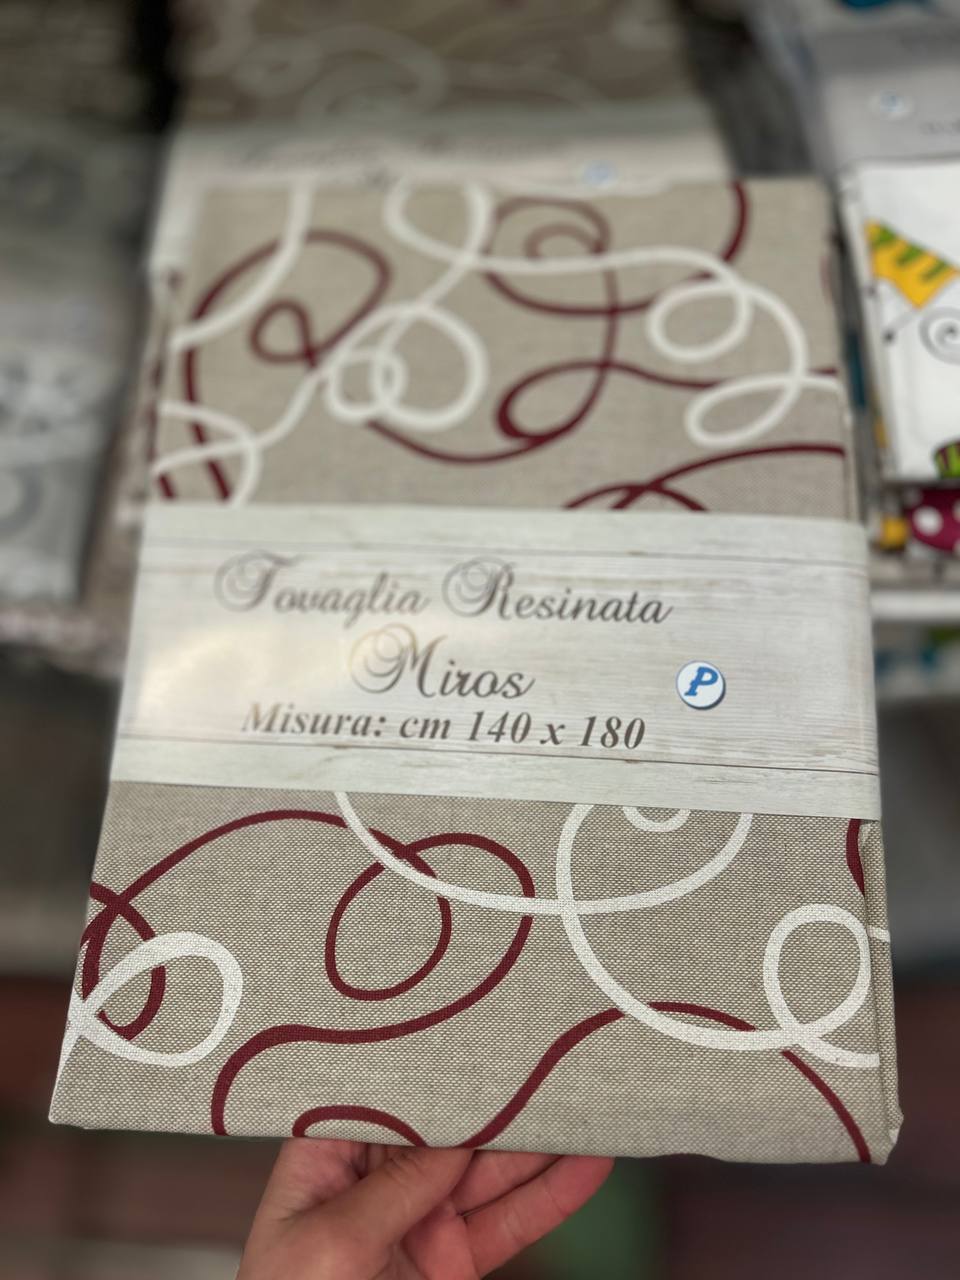 Tovaglia Resinata
Miros
P
Misura: cm 140 x 180